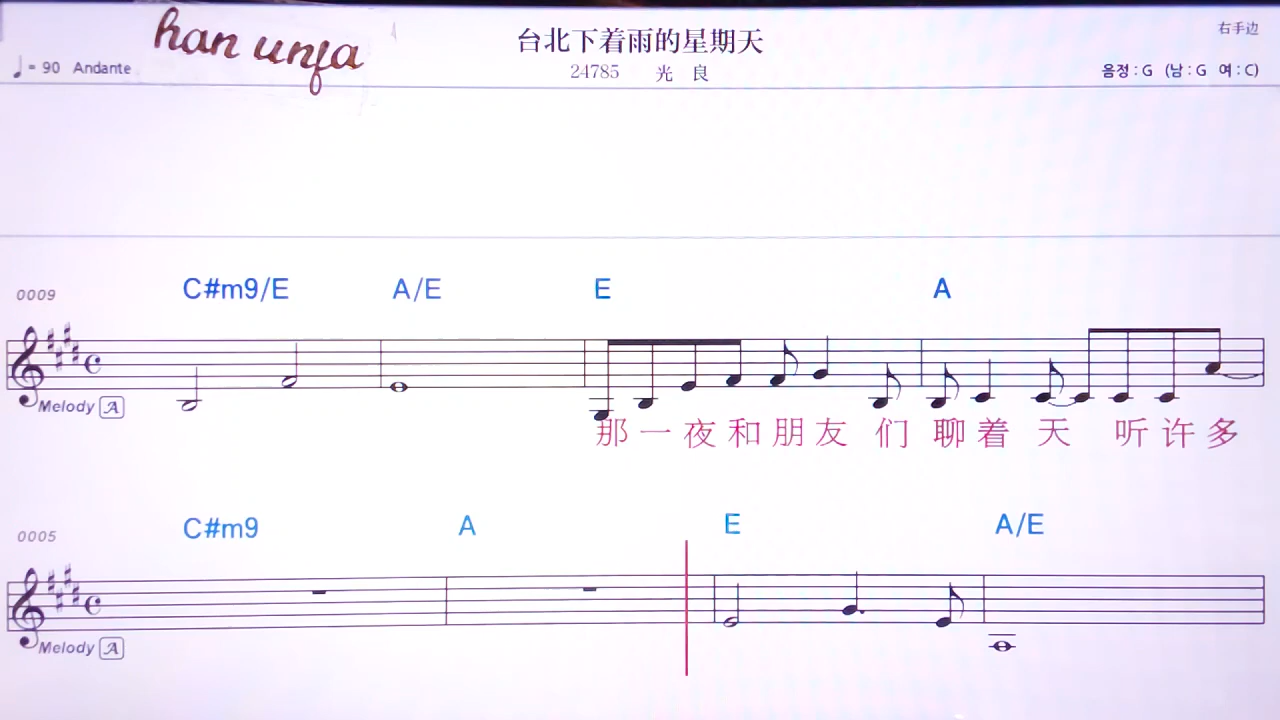 han unfa
台北下着雨的星期天
右手边
♩= 90 Andante
24785 光 良
음정 : G (남 : G 여 : C)
0009 C#m9/E A/E E A
Melody A
那 一 夜 和 朋 友 们 聊 着 天 听 许 多
0005 C#m9 A E A/E
Melody A